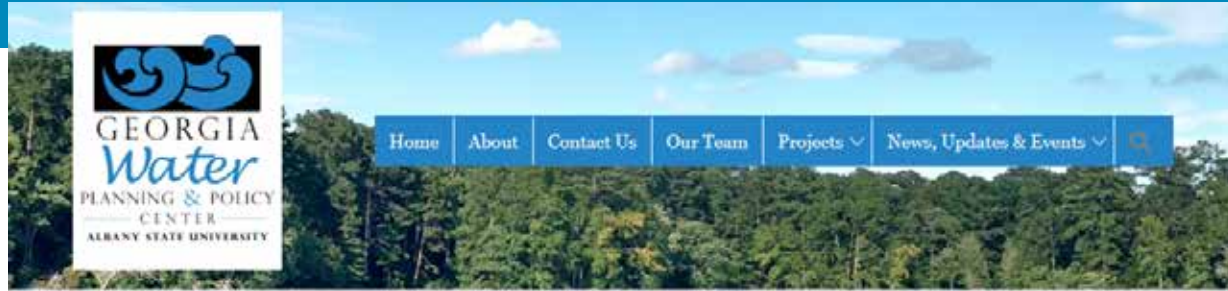 GEORGIA
Water
PLANNING & POLICY
CENTER
ALBANY STATE UNIVERSITY
Home About Contact Us Our Team Projects News, Updates & Events